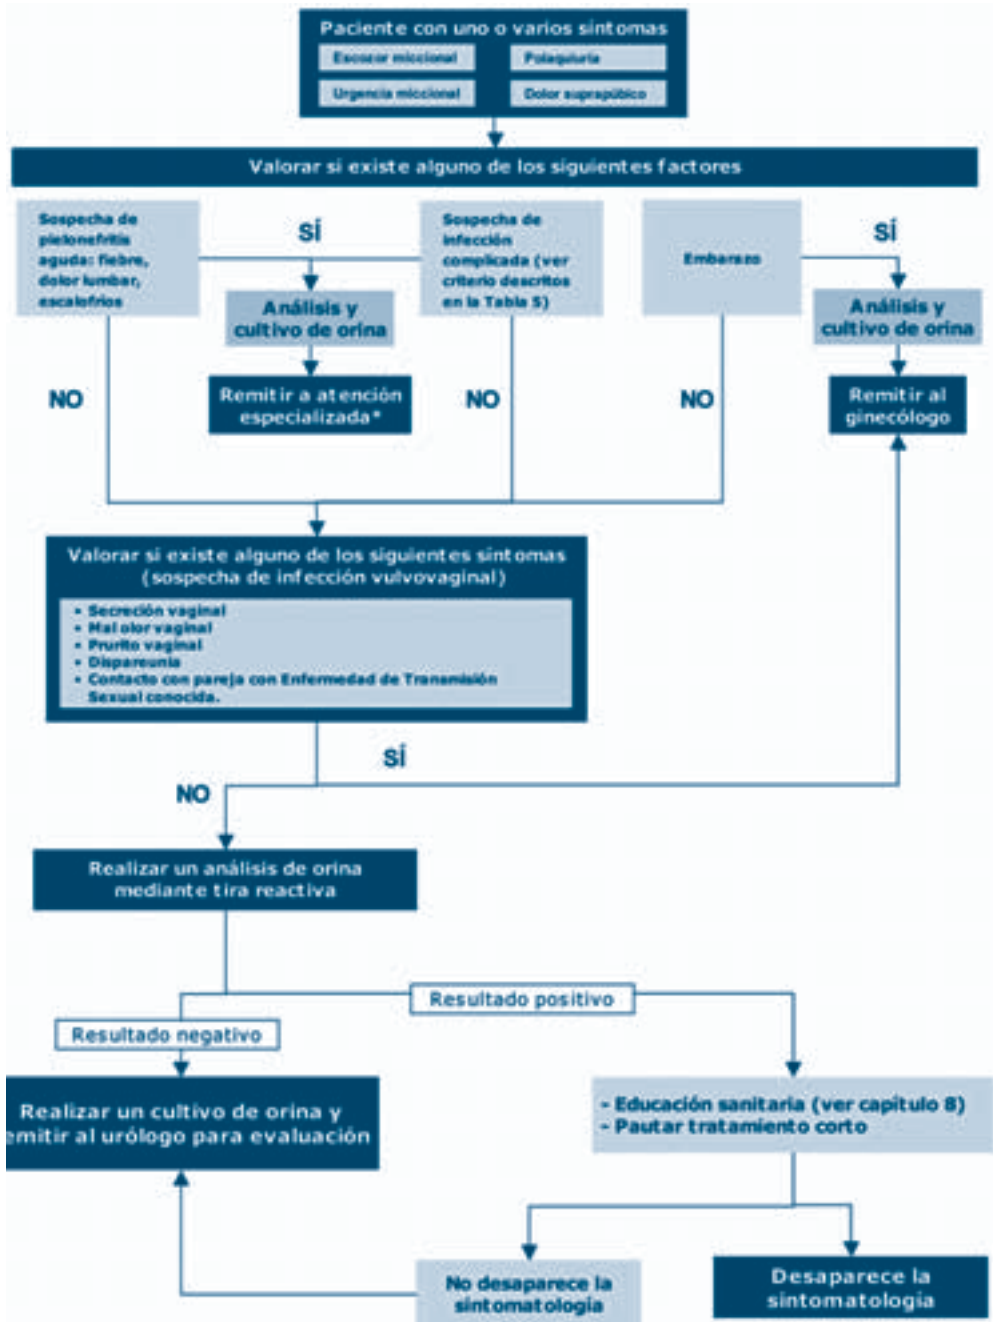 Paciente con uno o varios síntomas
Escozor miccional
Polaquiuria
Urgencia miccional
Dolor suprapúbico
Valorar si existe alguno de los siguientes factores
Sospecha de
pielonefritis
aguda: fiebre,
dolor lumbar,
escalofríos
SÍ
Sospecha de
infección
complicada (ver
criterio descritos
en la Tabla 5)
Embarazo
SÍ
Análisis y
cultivo de orina
Análisis y
cultivo de orina
NO
Remitir a atención
especializada*
NO
NO
Remitir al
ginecólogo
Valorar si existe alguno de los siguientes síntomas
(sospecha de infección vulvovaginal)
• Secreción vaginal
• Mal olor vaginal
• Prurito vaginal
• Dispareunia
• Contacto con pareja con Enfermedad de Transmisión
Sexual conocida.
SÍ
NO
Realizar un análisis de orina
mediante tira reactiva
Resultado positivo
Resultado negativo
Realizar un cultivo de orina y
emitir al urólogo para evaluación
- Educación sanitaria (ver capítulo 8)
- Pautar tratamiento corto
No desaparece la
sintomatología
Desaparece la
sintomatología